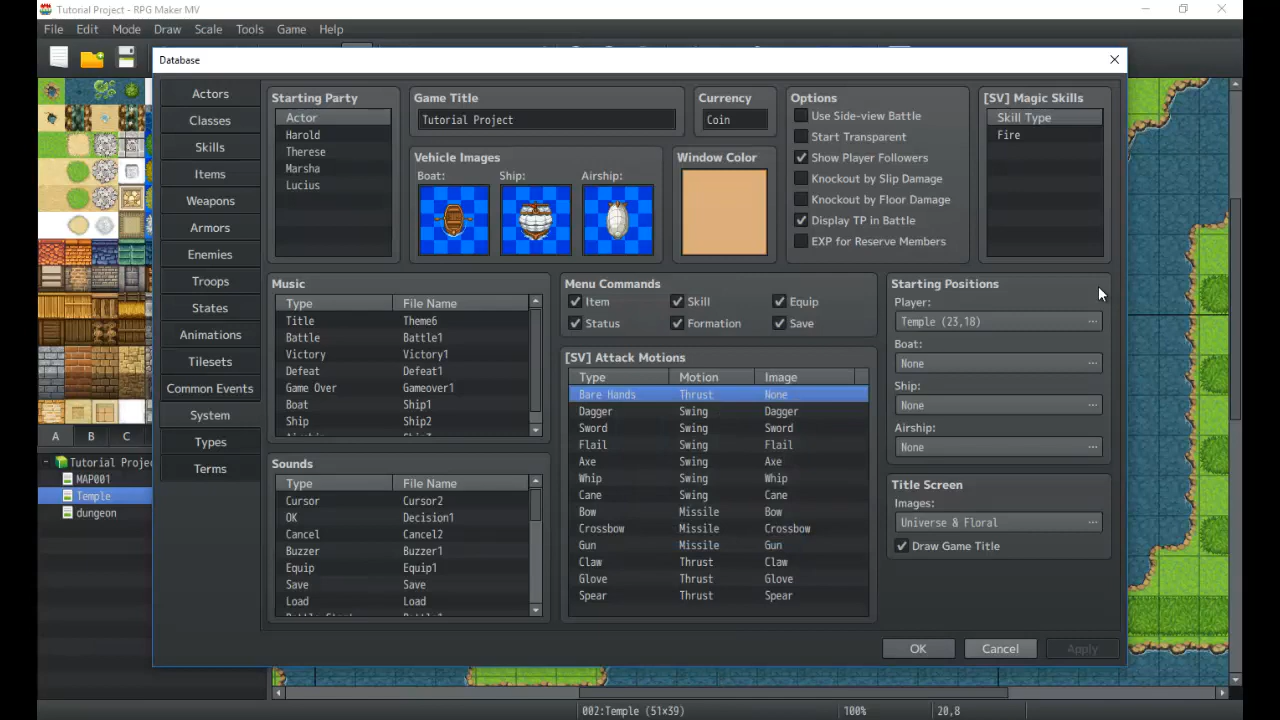 Tutorial Project - RPG Maker MV
File Edit Mode Draw Scale Tools Game Help
Database
Actors
Classes
Skills
Items
Weapons
Armors
Enemies
Troops
States
Animations
Tilesets
Common Events
System
Types
Terms
Starting Party
Actor
Harold
Therese
Marsha
Lucius
Game Title
Tutorial Project
Currency
Coin
Vehicle Images
Boat: Ship: Airship:
Window Color
Options
Use Side-view Battle
Start Transparent
Show Player Followers
Knockout by Slip Damage
Knockout by Floor Damage
Display TP in Battle
EXP for Reserve Members
[SV] Magic Skills
Skill Type
Fire
Music
Type File Name
Title Theme6
Battle Battle1
Victory Victory1
Defeat Defeat1
Game Over Gameover1
Boat Ship1
Ship Ship2
Sounds
Type File Name
Cursor Cursor2
OK Decision1
Cancel Cancel2
Buzzer Buzzer1
Equip Equip1
Save Save
Load Load
Menu Commands
Item Skill Equip
Status Formation Save
[SV] Attack Motions
Type Motion Image
Bare Hands Thrust None
Dagger Swing Dagger
Sword Swing Sword
Flail Swing Flail
Axe Swing Axe
Whip Swing Whip
Cane Swing Cane
Bow Missile Bow
Crossbow Missile Crossbow
Gun Missile Gun
Claw Thrust Claw
Glove Thrust Glove
Spear Thrust Spear
Starting Positions
Player:
Temple (23,18) ...
Boat:
None ...
Ship:
None ...
Airship:
None ...
Title Screen
Images:
Universe & Floral ...
Draw Game Title
OK Cancel Apply
A B C
Tutorial Proje
MAP001
Temple
dungeon
002:Temple (51x39) 100% 20,8